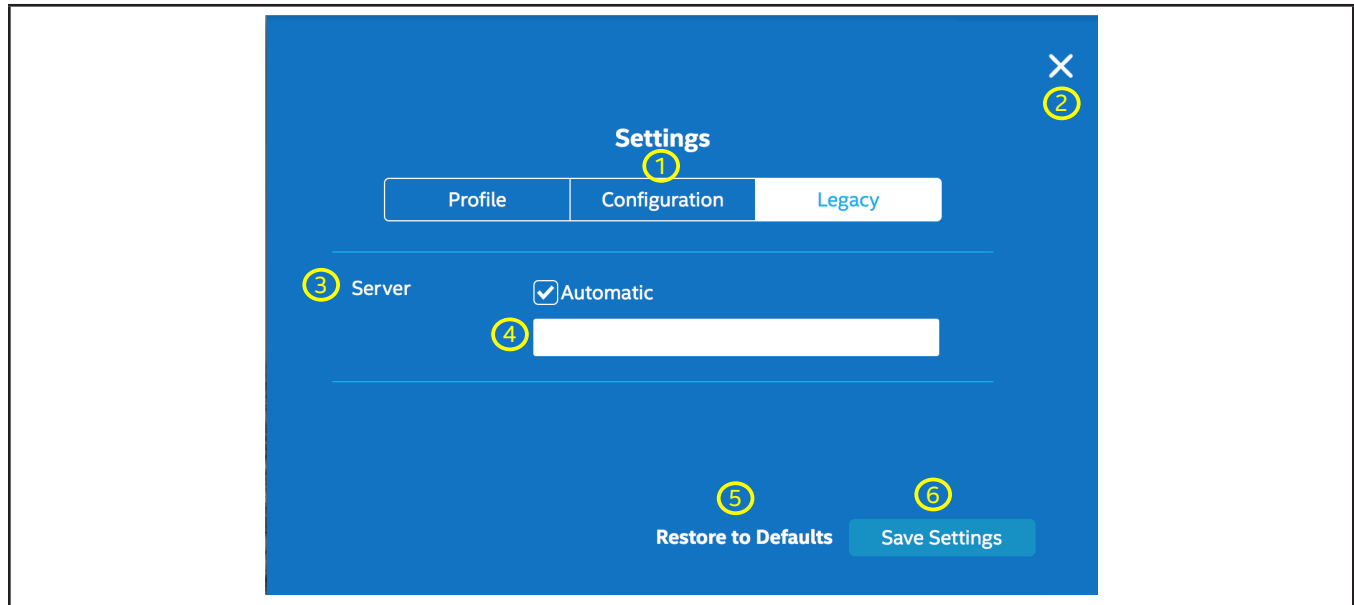 2
Settings
1
Profile Configuration Legacy
3 Server Automatic
4
5 6
Restore to Defaults Save Settings